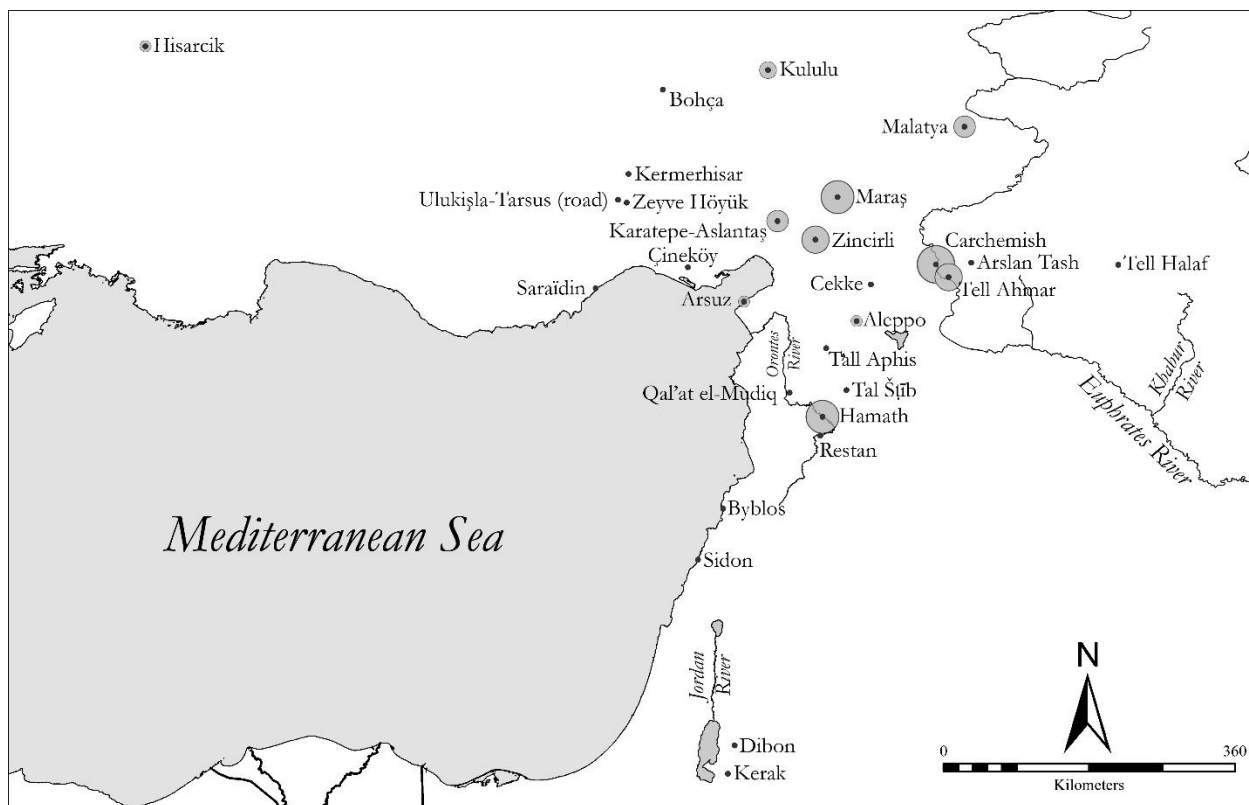 Hisarcik
Kululu
Bohça
Malatya
Kermerhisar
Ulukişla-Tarsus (road)
Zeyve Höyük
Maraş
Karatepe-Aslantaş
Zincirli
Çineköy
Carchemish
Arslan Tash
Tell Halaf
Saraïdin
Cekke
Tell Ahmar
Arsuz
Aleppo
Orontes
River
Tall Aphis
Khabur
River
Qal'at el-Mudiq
Tal Šṭīb
Hamath
Euphrates River
Restan
Byblos
Mediterranean Sea
Sidon
Jordan
River
N
Dibon
Kerak
0
360
Kilometers